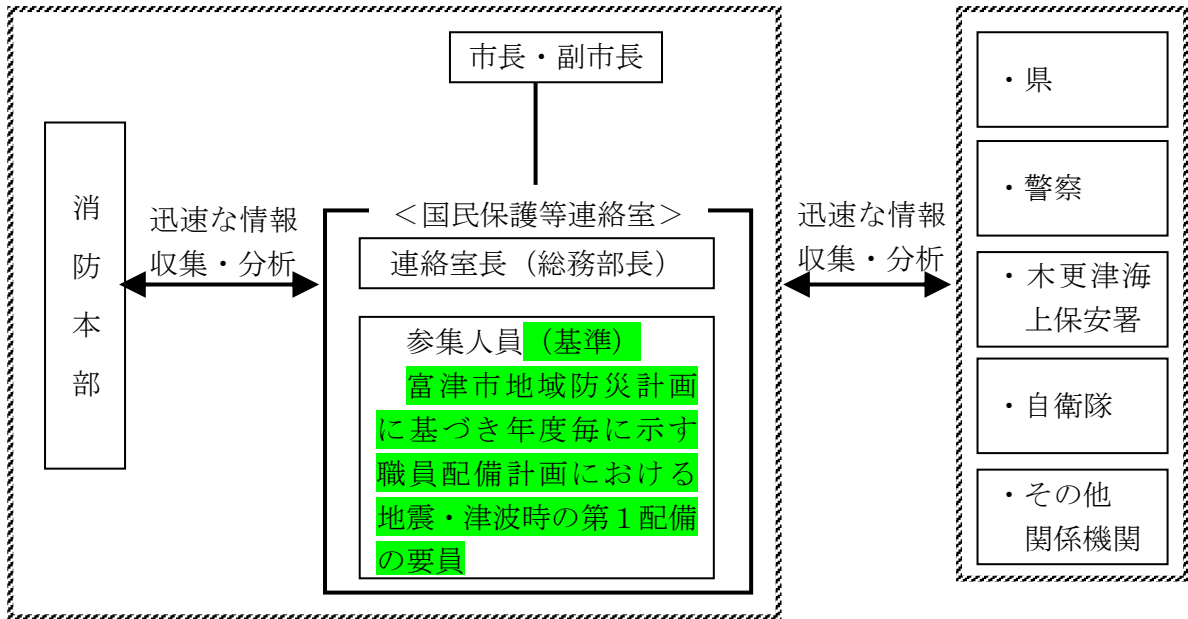 市長・副市長
消防本部
迅速な情報
収集・分析
＜国民保護等連絡室＞
連絡室長（総務部長）
参集人員（基準）
富津市地域防災計画
に基づき年度毎に示す
職員配備計画における
地震・津波時の第１配備
の要員
迅速な情報
収集・分析
・県
・警察
・木更津海
上保安署
・自衛隊
・その他
関係機関